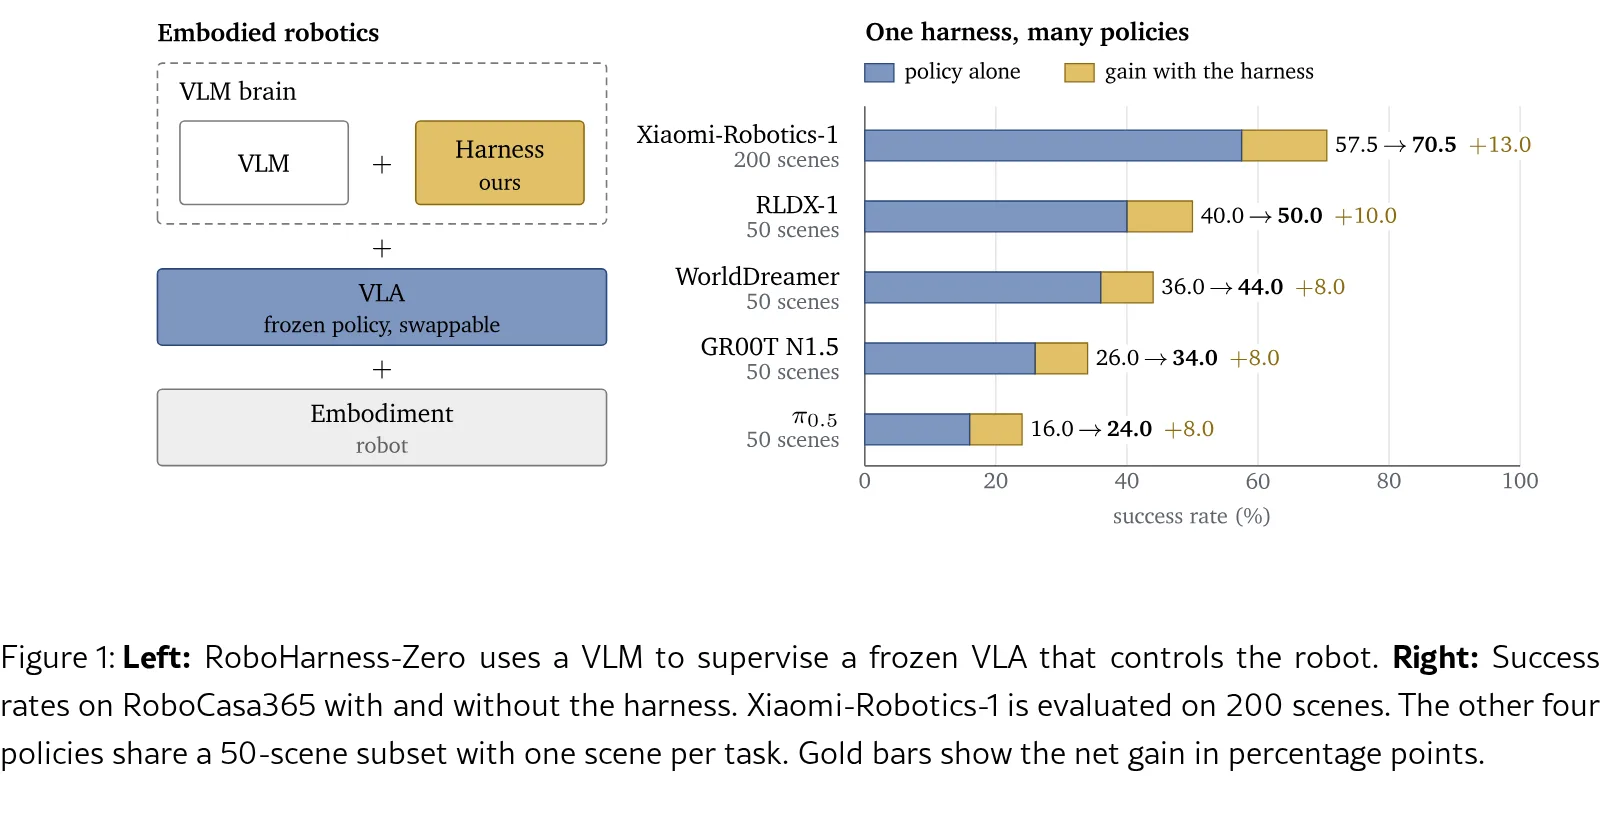 Embodied robotics
VLM brain
VLM
+
Harness
ours
+
VLA
frozen policy, swappable
+
Embodiment
robot
One harness, many policies
policy alone
gain with the harness
Xiaomi-Robotics-1
200 scenes
57.5 → 70.5 +13.0
RLDX-1
50 scenes
40.0 → 50.0 +10.0
WorldDreamer
50 scenes
36.0 → 44.0 +8.0
GR00T N1.5
50 scenes
26.0 → 34.0 +8.0
π0.5
50 scenes
16.0 → 24.0 +8.0
0 20 40 60 80 100
success rate (%)
Figure 1: Left: RoboHarness-Zero uses a VLM to supervise a frozen VLA that controls the robot. Right: Success
rates on RoboCasa365 with and without the harness. Xiaomi-Robotics-1 is evaluated on 200 scenes. The other four
policies share a 50-scene subset with one scene per task. Gold bars show the net gain in percentage points.